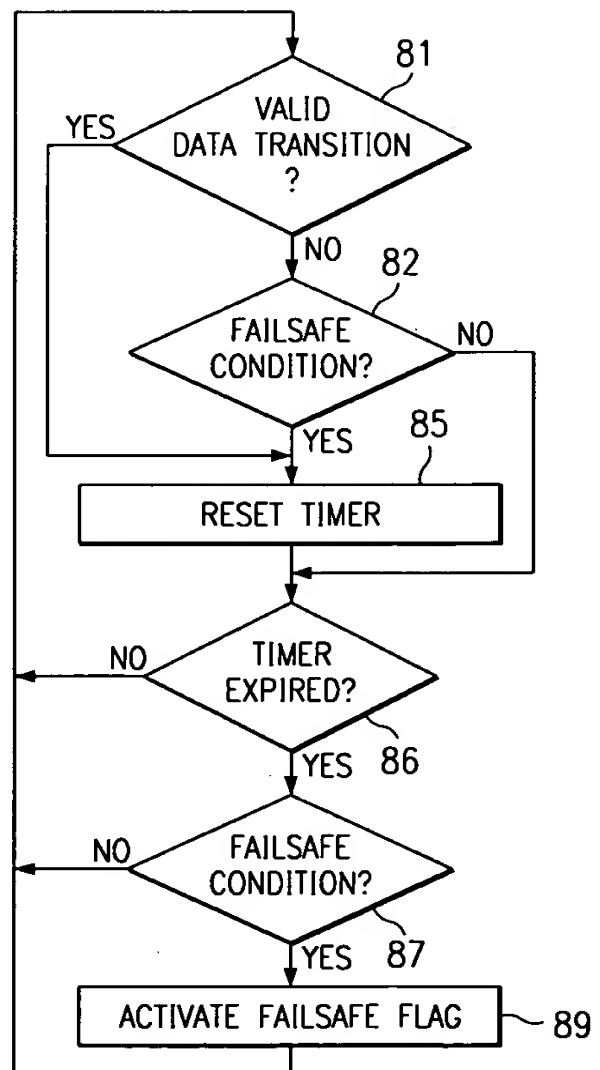 81
VALID
DATA TRANSITION
?
YES
NO
82
FAILSAFE
CONDITION?
NO
YES
85
RESET TIMER
TIMER
EXPIRED?
NO
YES
86
FAILSAFE
CONDITION?
NO
YES
87
ACTIVATE FAILSAFE FLAG
89